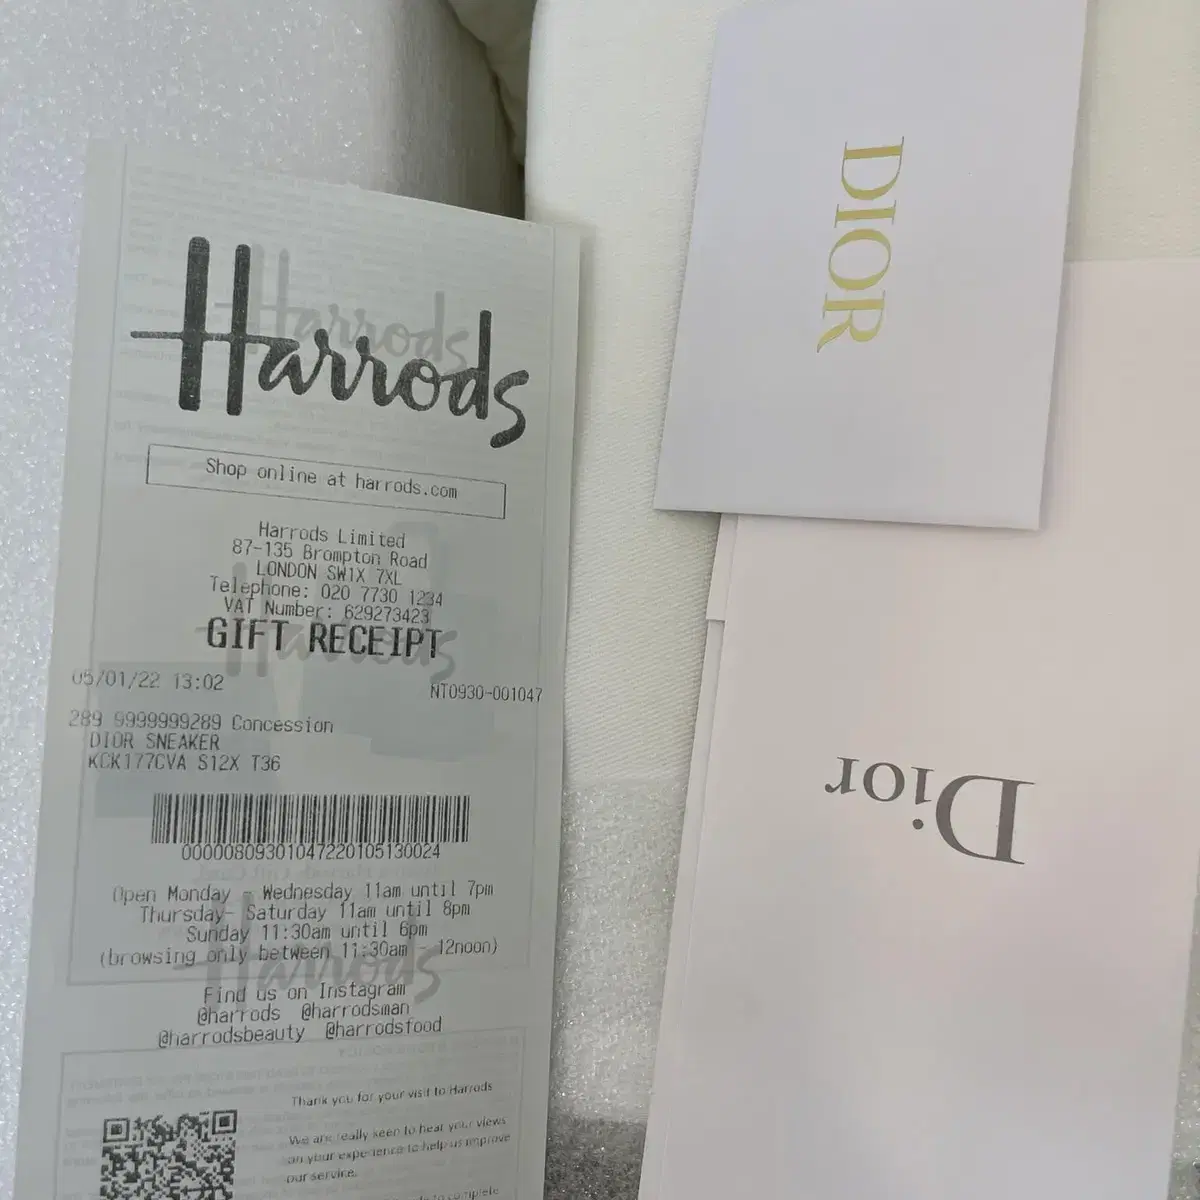 Harrods
Shop online at harrods.com
Harrods Limited
87-135 Brompton Road
LONDON SW1X 7XL
Telephone: 020 7730 1234
VAT Number: 629273423
GIFT RECEIPT
05/01/22 13:02 NT0930-001047
289 9999999289 Concession
DIOR SNEAKER
KCK177CVA S12X T36
00000809301047220105130024
Open Monday - Wednesday 11am until 7pm
Thursday- Saturday 11am until 8pm
Sunday 11:30am until 6pm
(browsing only between 11:30am - 12noon)
Find us on Instagram
@harrods @harrodsman
@harrodsbeauty @harrodsfood
Thank you for your visit to Harrods
We are really keen to hear your views
on your experience to help us improve
our service.
to complete
DIOR
Dior